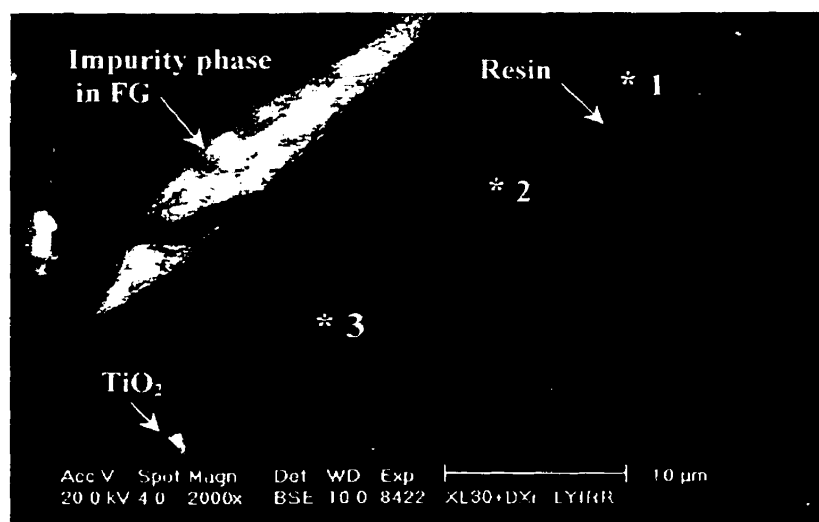 Impurity phase
in FG
Resin
* 1
* 2
* 3
TiO₂
Acc V Spot Magn Det WD Exp 10 µm
20.0 kV 4.0 2000x BSE 10.0 8422 XL30+DXi